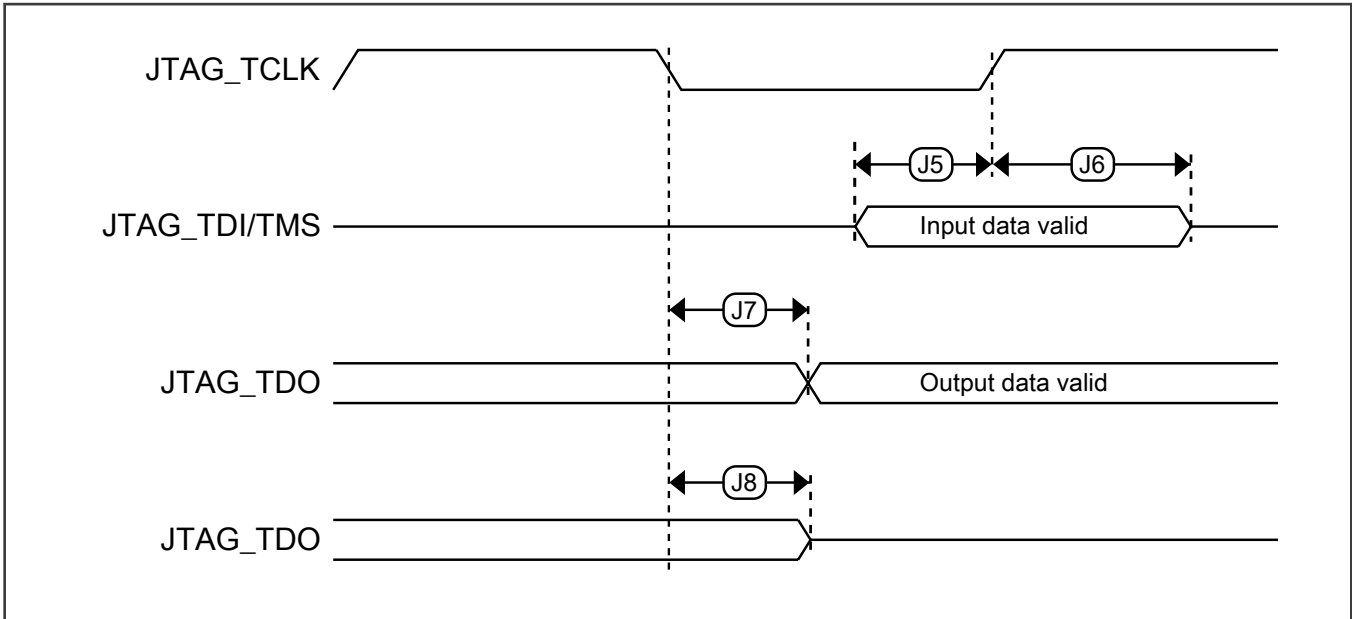 JTAG_TCLK
J5
J6
JTAG_TDI/TMS
Input data valid
J7
JTAG_TDO
Output data valid
J8
JTAG_TDO